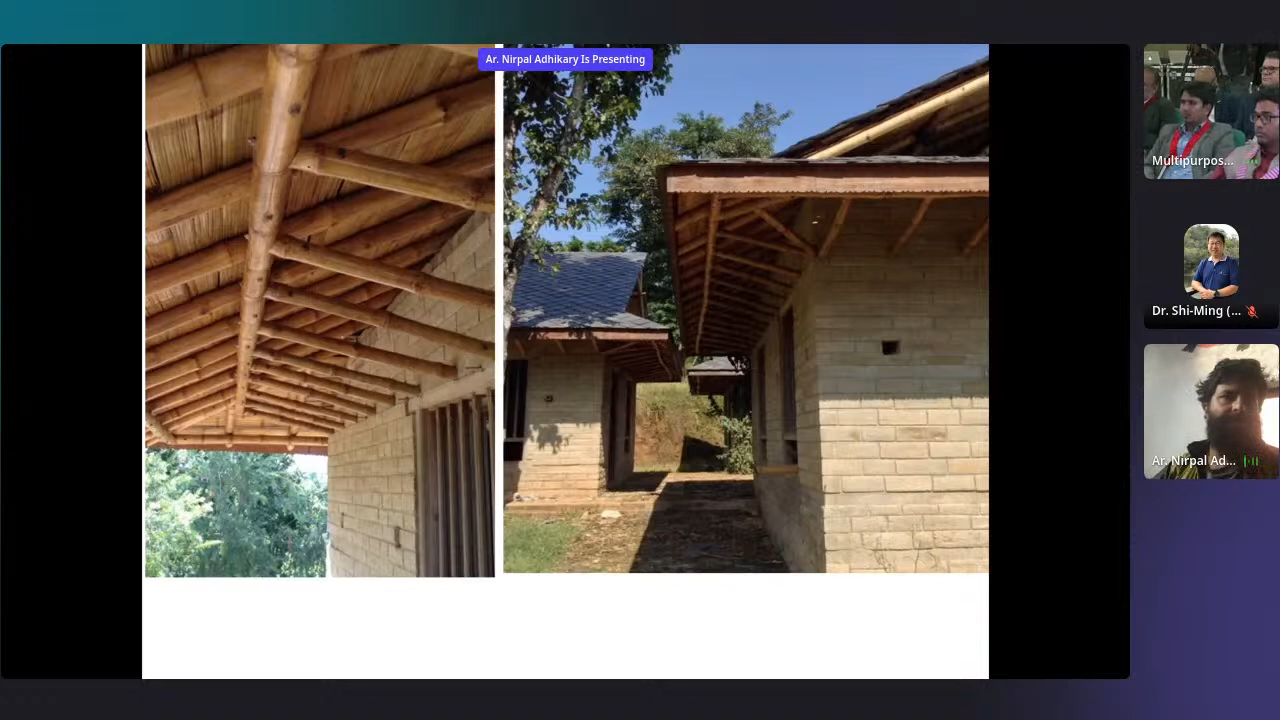 Ar. Nirpal Adhikary Is Presenting
Multipurpos...
Dr. Shi-Ming (...
Ar. Nirpal Ad...